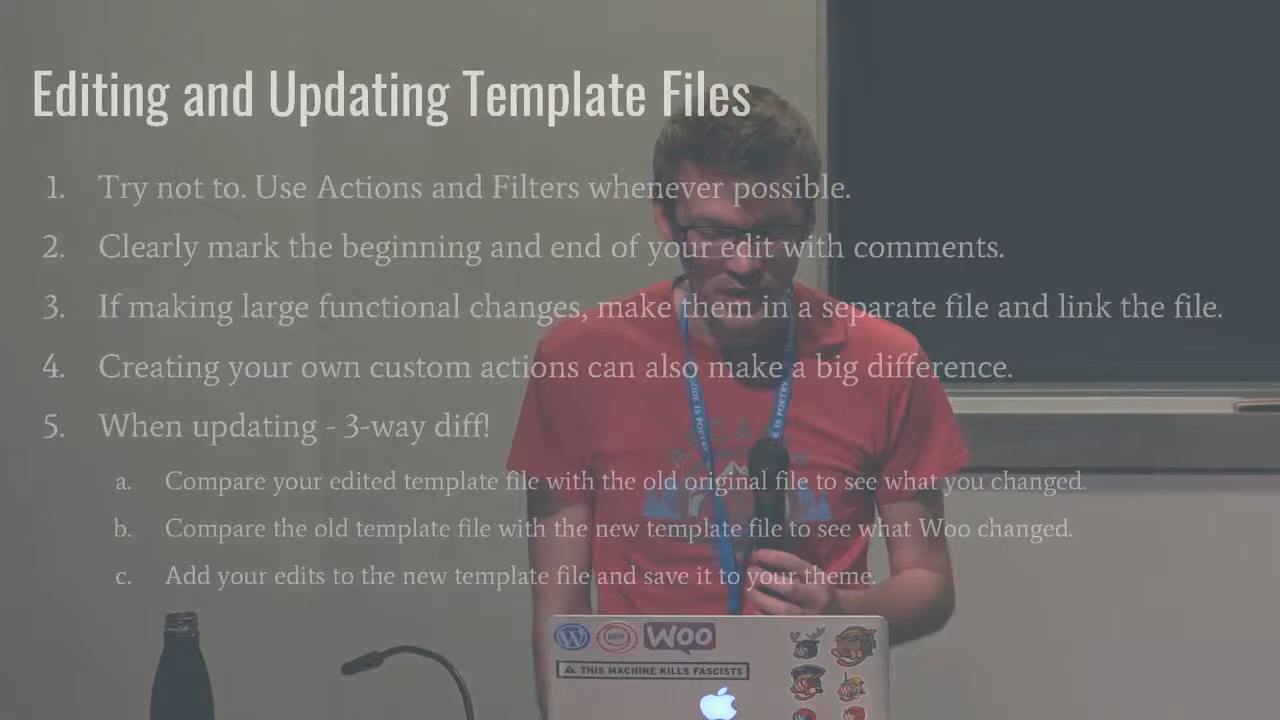 Editing and Updating Template Files
1. Try not to. Use Actions and Filters whenever possible.
2. Clearly mark the beginning and end of your edit with comments.
3. If making large functional changes, make them in a separate file and link the file.
4. Creating your own custom actions can also make a big difference.
5. When updating - 3-way diff!
a. Compare your edited template file with the old original file to see what you changed.
b. Compare the old template file with the new template file to see what Woo changed.
c. Add your edits to the new template file and save it to your theme.
CODE IS POETRY
E IS POETRY
WOO
THIS MACHINE KILLS FASCISTS